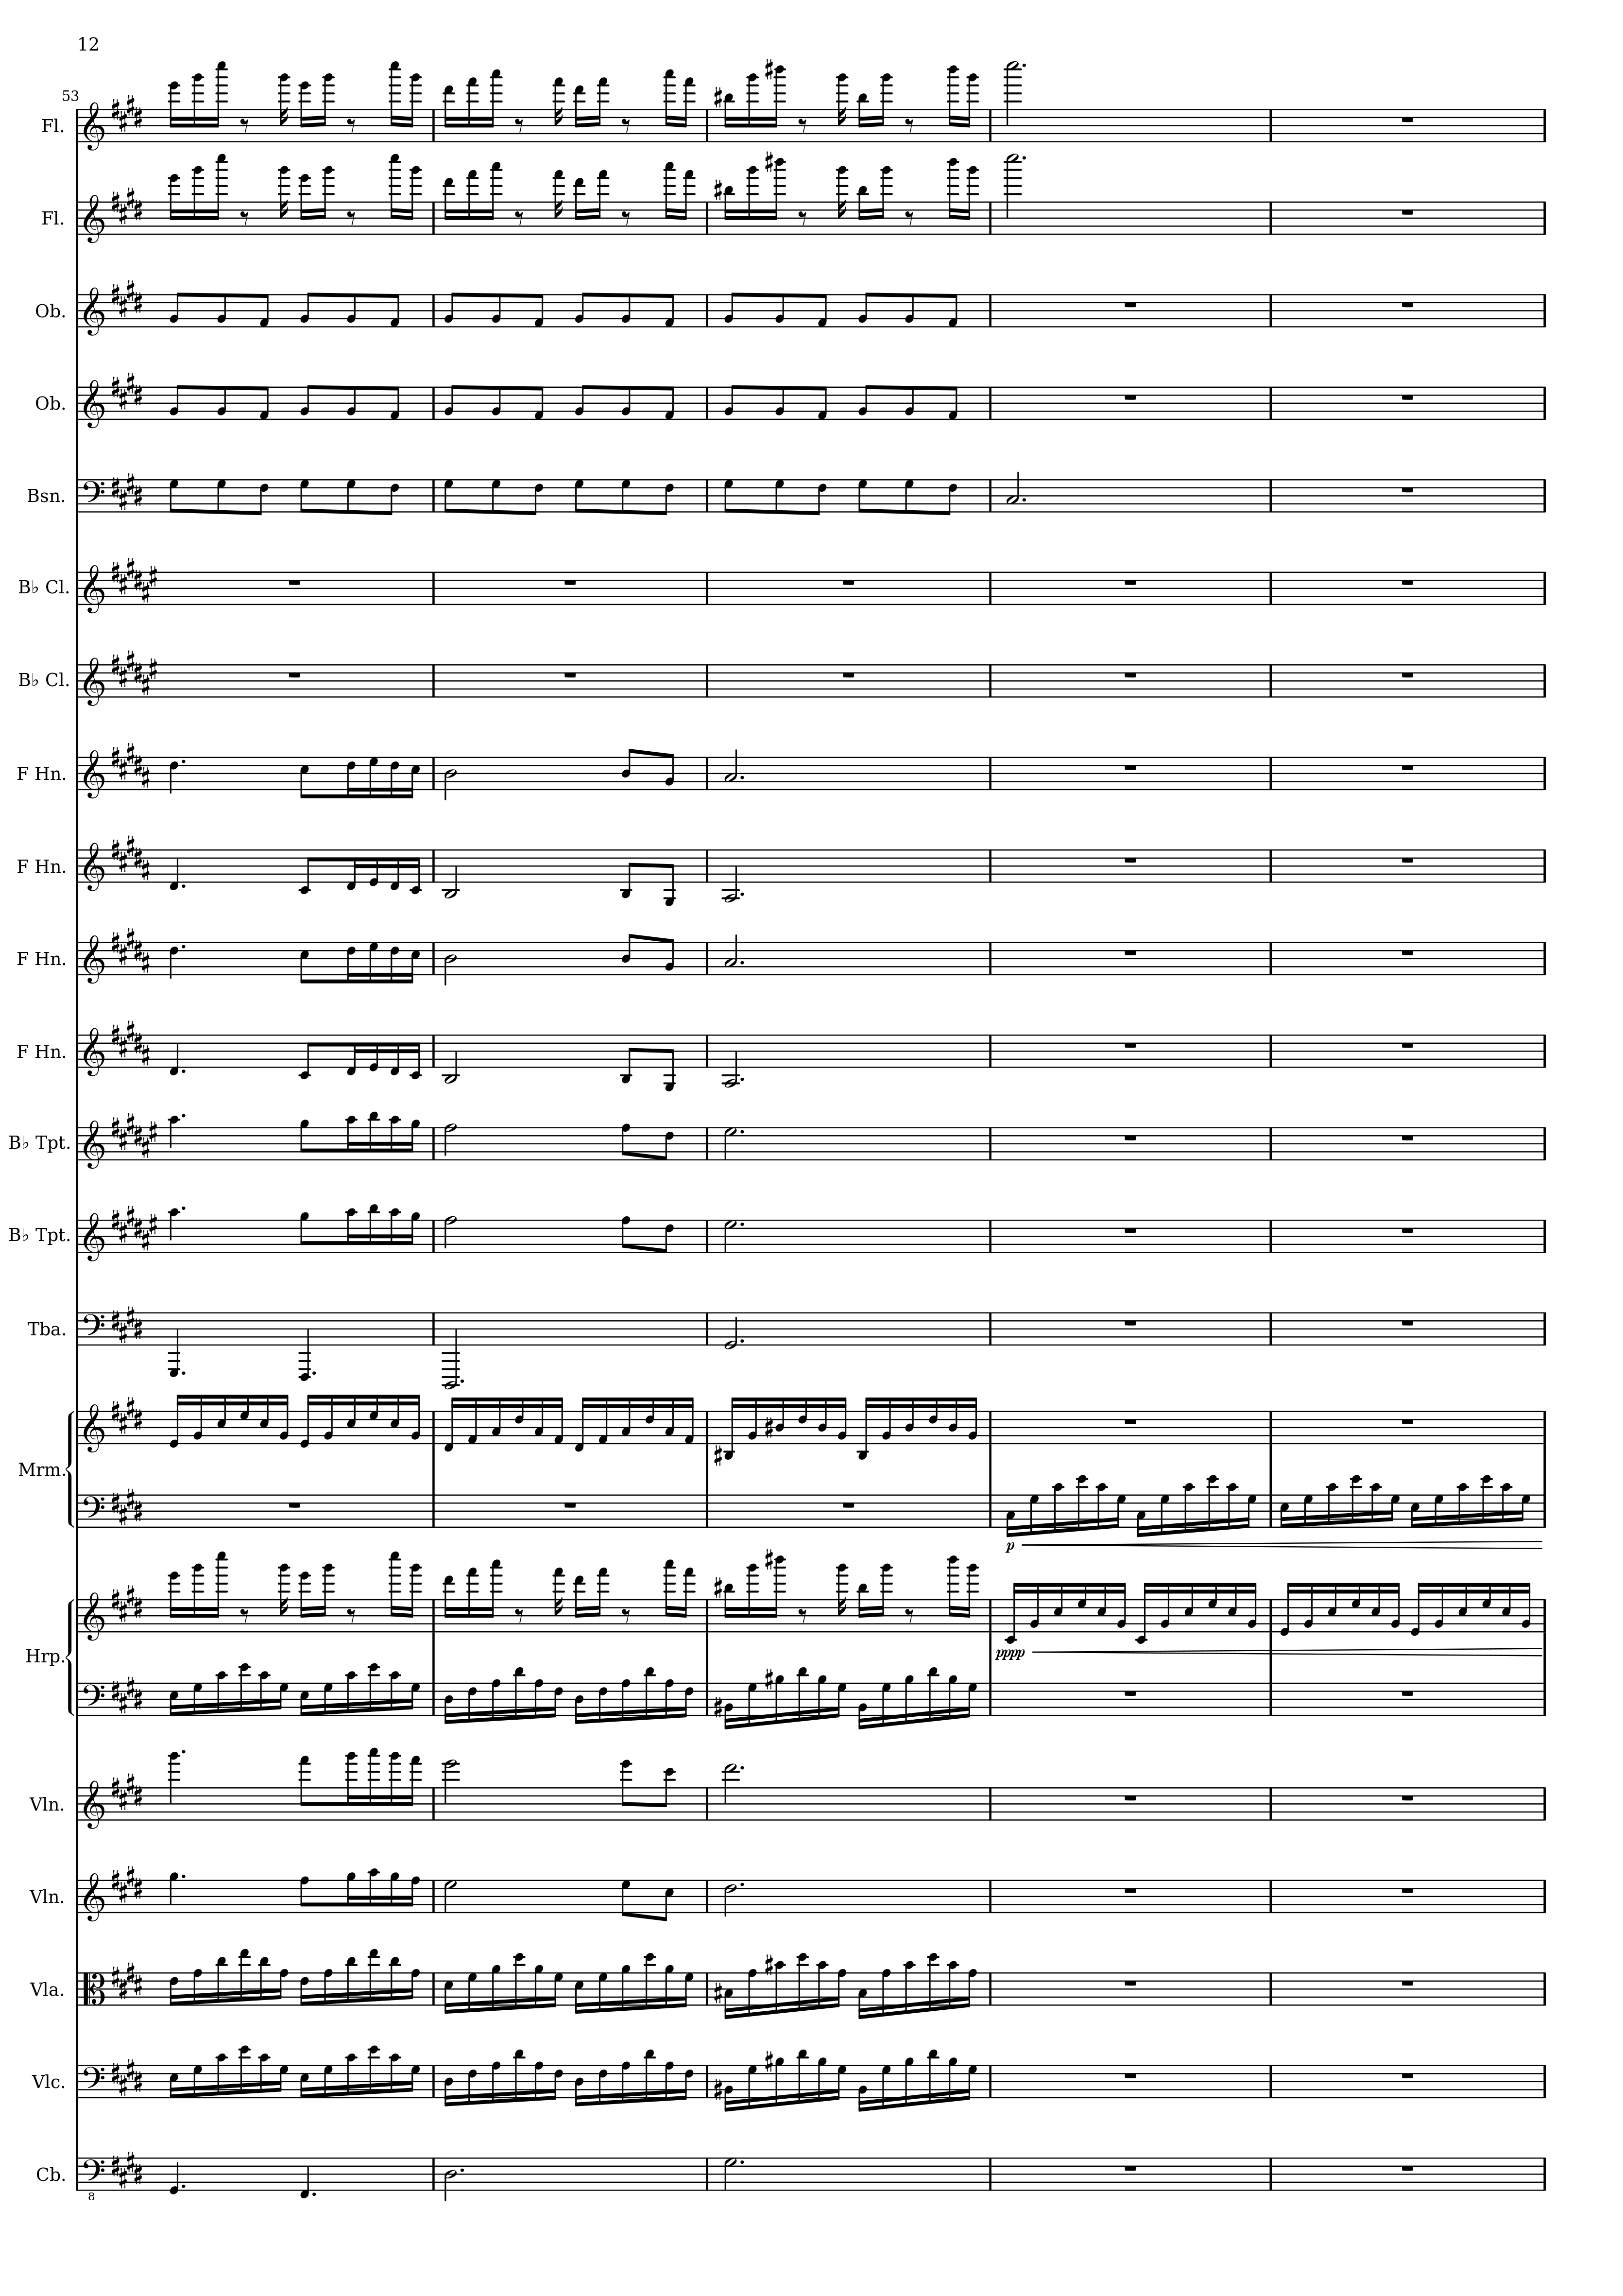 12
53
Fl.
Fl.
Ob.
Ob.
Bsn.
B♭ Cl.
B♭ Cl.
F Hn.
F Hn.
F Hn.
F Hn.
B♭ Tpt.
B♭ Tpt.
Tba.
Mrm.
p
Hrp.
pppp
Vln.
Vln.
Vla.
Vlc.
Cb.
8